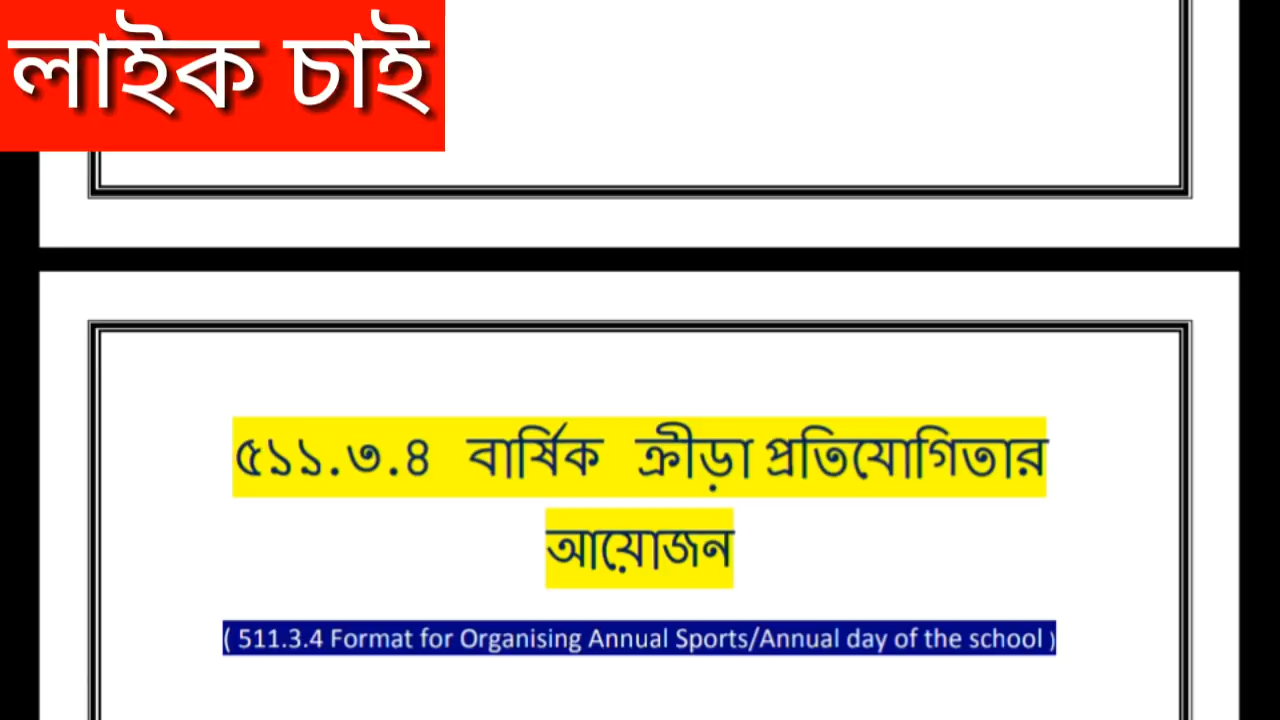 লাইক চাই
৫১১.৩.৪ বার্ষিক ক্রীড়া প্রতিযোগিতার
আয়োজন
( 511.3.4 Format for Organising Annual Sports/Annual day of the school )